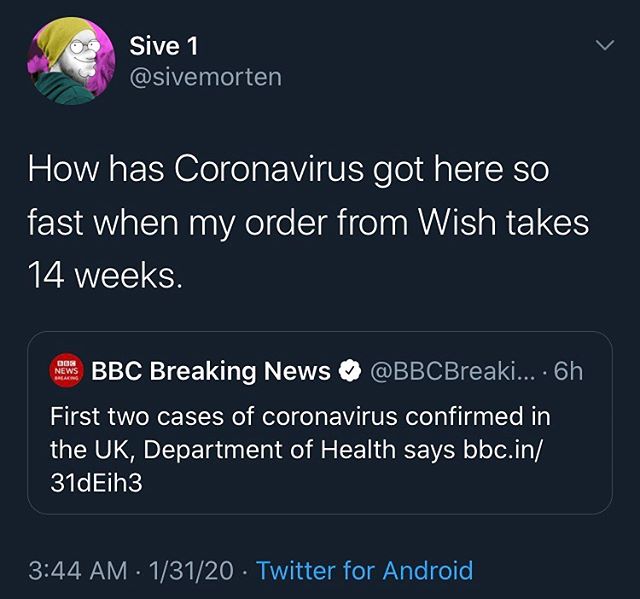 Sive 1
@sivemorten
How has Coronavirus got here so
fast when my order from Wish takes
14 weeks.
BBC
NEWS
BREAKING
BBC Breaking News @BBCBreaki... · 6h
First two cases of coronavirus confirmed in
the UK, Department of Health says bbc.in/
31dEih3
3:44 AM · 1/31/20 · Twitter for Android